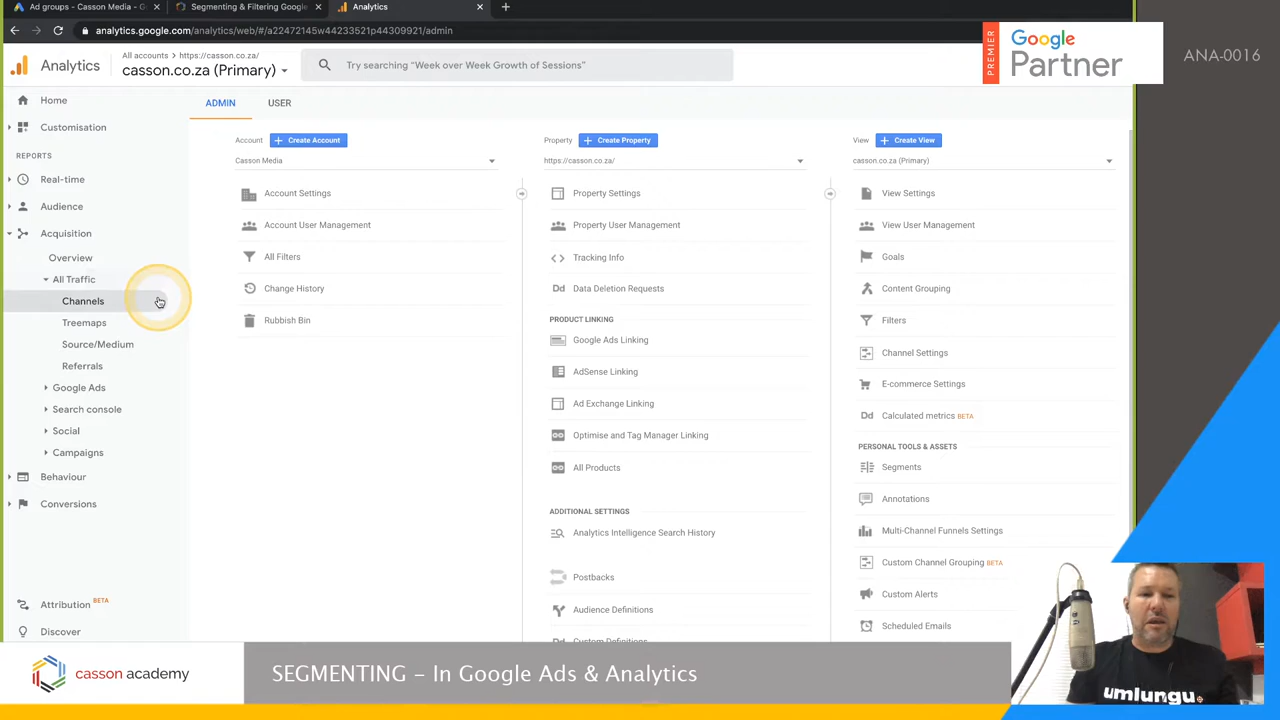 Ad groups - Casson Media - G
Segmenting & Filtering Google
Analytics
analytics.google.com/analytics/web/#/a22472145w44233521p44309921/admin
PREMIER
Google
Partner
ANA-0016
Analytics
All accounts > https://casson.co.za/
casson.co.za (Primary)
Try searching “Week over Week Growth of Sessions”
ADMIN
USER
Home
Customisation
REPORTS
Real-time
Audience
Acquisition
Overview
All Traffic
Channels
Treemaps
Source/Medium
Referrals
Google Ads
Search console
Social
Campaigns
Behaviour
Conversions
Attribution BETA
Discover
Account
Create Account
Casson Media
Account Settings
Account User Management
All Filters
Change History
Rubbish Bin
Property
Create Property
https://casson.co.za/
Property Settings
Property User Management
Tracking Info
Dd Data Deletion Requests
PRODUCT LINKING
Google Ads Linking
AdSense Linking
Ad Exchange Linking
Optimise and Tag Manager Linking
All Products
ADDITIONAL SETTINGS
Analytics Intelligence Search History
Postbacks
Audience Definitions
Dd Custom Definitions
View
Create View
casson.co.za (Primary)
View Settings
View User Management
Goals
Content Grouping
Filters
Channel Settings
E-commerce Settings
Dd Calculated metrics BETA
PERSONAL TOOLS & ASSETS
Segments
Annotations
Multi-Channel Funnels Settings
Custom Channel Grouping BETA
Custom Alerts
Scheduled Emails
casson academy
SEGMENTING – In Google Ads & Analytics
umlungu